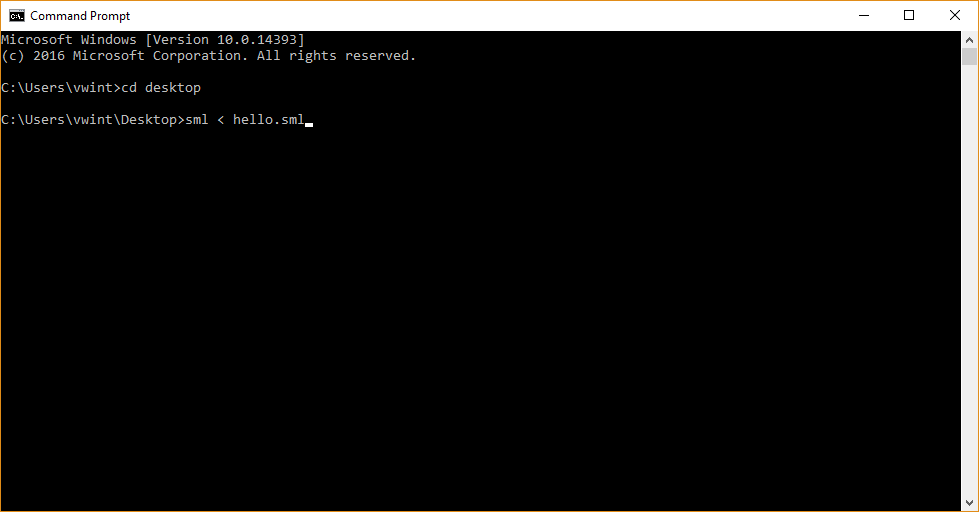 Command Prompt
Microsoft Windows [Version 10.0.14393]
(c) 2016 Microsoft Corporation. All rights reserved.
C:\Users\vwint>cd desktop
C:\Users\vwint\Desktop>sml < hello.sml